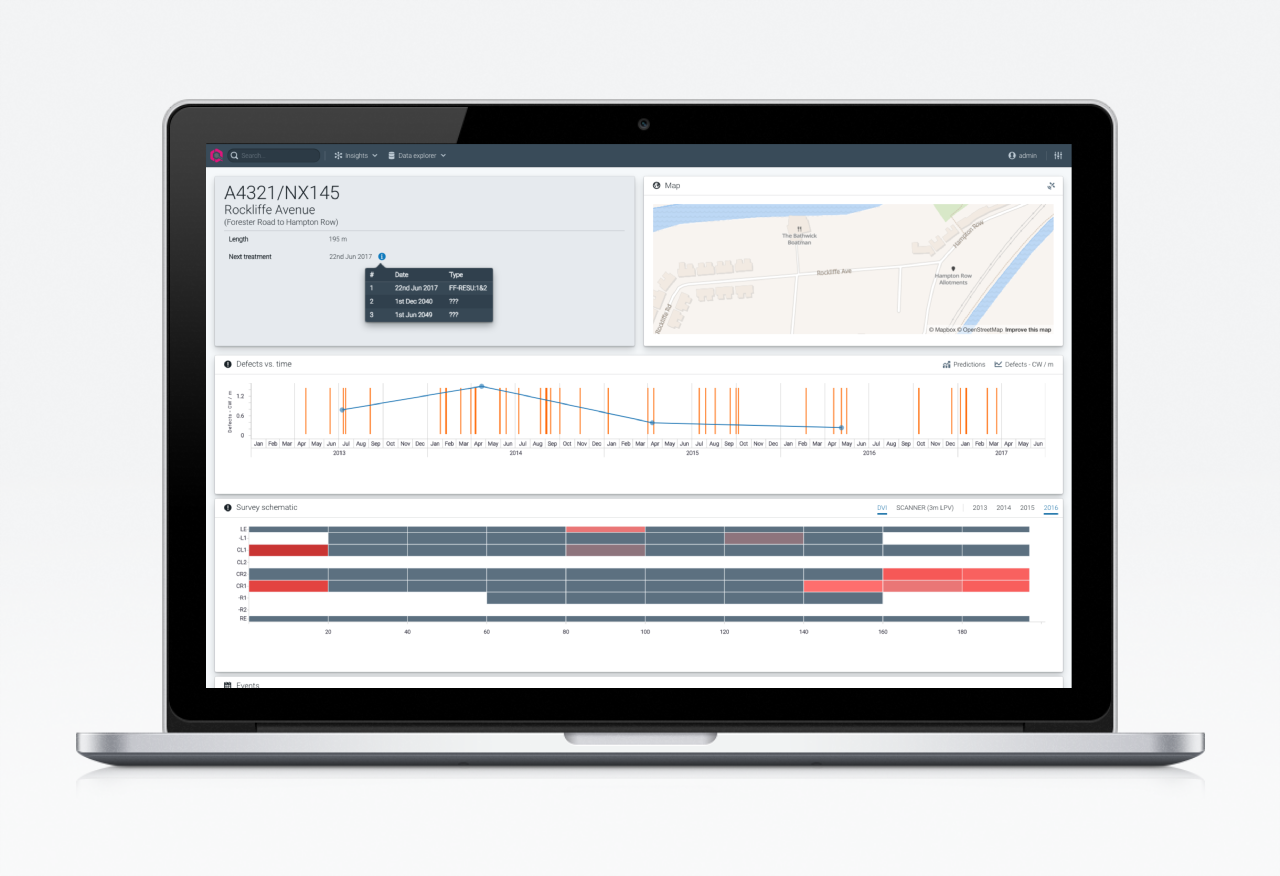 Search...
Insights
Data explorer
admin
A4321/NX145
Rockliffe Avenue
(Forester Road to Hampton Row)
Length 195 m
Next treatment 22nd Jun 2017
# Date Type
1 22nd Jun 2017 FF-RESU:1&2
2 1st Dec 2040 ???
3 1st Jun 2049 ???
Map
The Bathwick
Boatman
Hampton Row
Rockliffe Ave
Hampton Row
Allotments
Rockliffe Rd
© Mapbox © OpenStreetMap Improve this map
Defects vs. time
Predictions
Defects - CW / m
Defects - CW / m
1.2
0.6
0
Jan Feb Mar Apr May Jun Jul Aug Sep Oct Nov Dec Jan Feb Mar Apr May Jun Jul Aug Sep Oct Nov Dec Jan Feb Mar Apr May Jun Jul Aug Sep Oct Nov Dec Jan Feb Mar Apr May Jun Jul Aug Sep Oct Nov Dec Jan Feb Mar Apr May Jun
2013 2014 2015 2016 2017
Survey schematic
DVI SCANNER (3m LPV) 2013 2014 2015 2016
LE
-L1
CL1
CL2
CR2
CR1
-R1
-R2
RE
20 40 60 80 100 120 140 160 180
Events